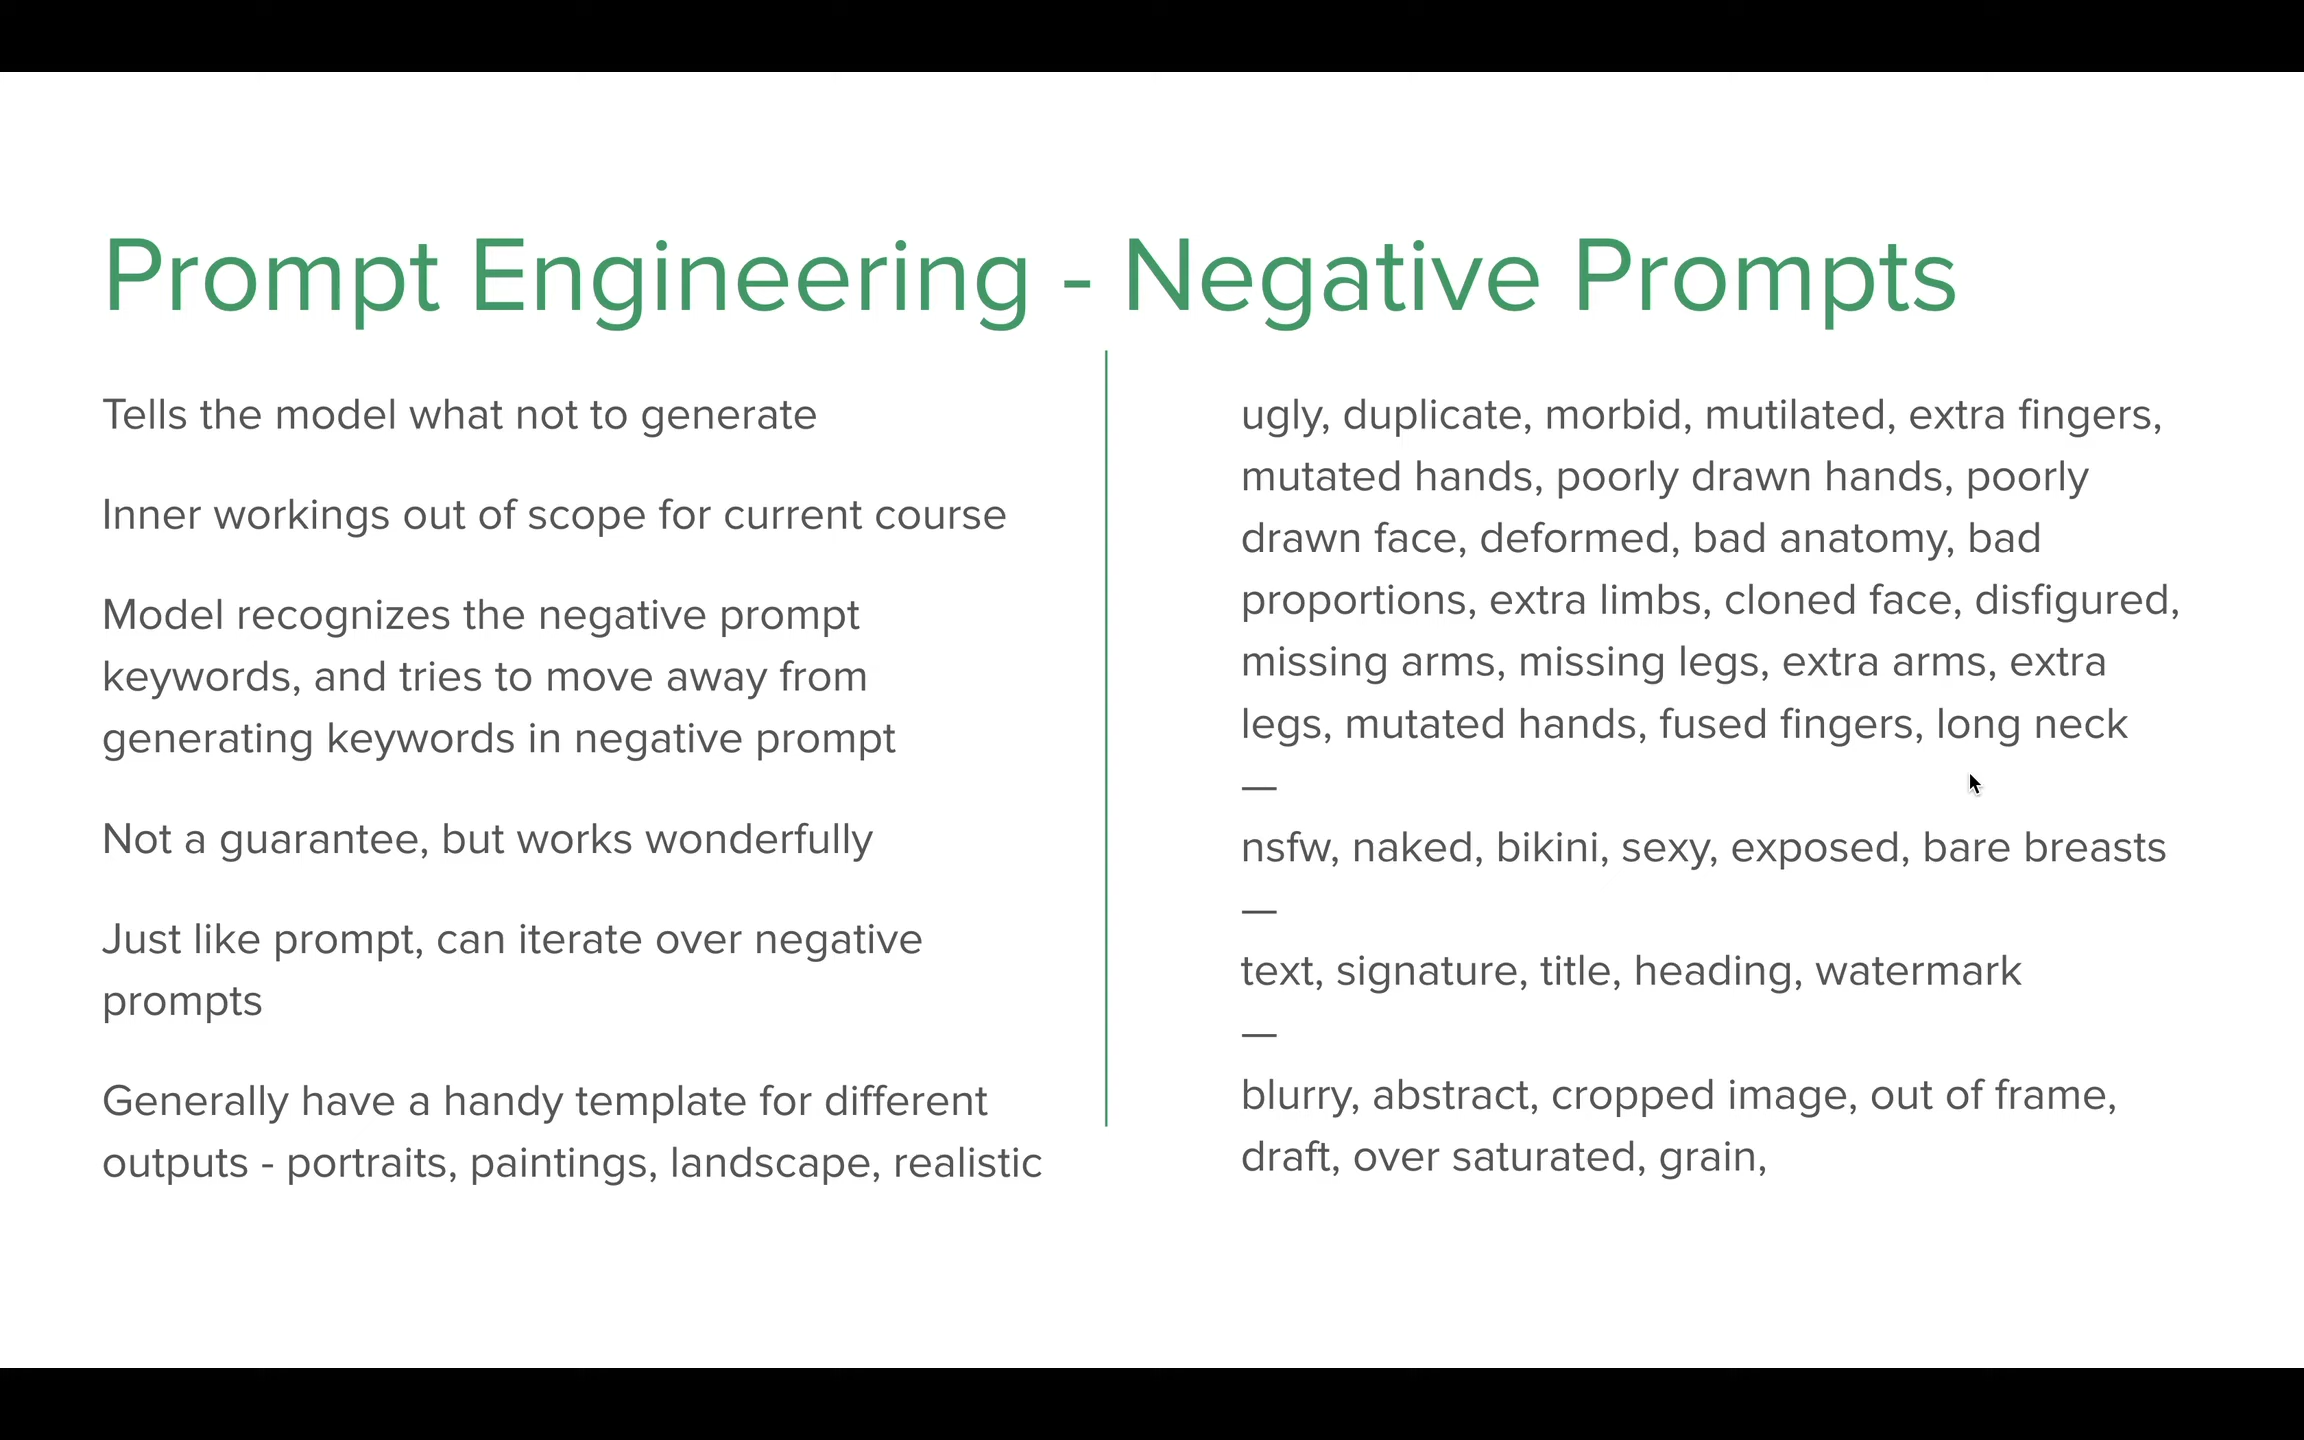 Prompt Engineering - Negative Prompts
Tells the model what not to generate
Inner workings out of scope for current course
Model recognizes the negative prompt
keywords, and tries to move away from
generating keywords in negative prompt
Not a guarantee, but works wonderfully
Just like prompt, can iterate over negative
prompts
Generally have a handy template for different
outputs - portraits, paintings, landscape, realistic
ugly, duplicate, morbid, mutilated, extra fingers,
mutated hands, poorly drawn hands, poorly
drawn face, deformed, bad anatomy, bad
proportions, extra limbs, cloned face, disfigured,
missing arms, missing legs, extra arms, extra
legs, mutated hands, fused fingers, long neck
—
nsfw, naked, bikini, sexy, exposed, bare breasts
—
text, signature, title, heading, watermark
—
blurry, abstract, cropped image, out of frame,
draft, over saturated, grain,